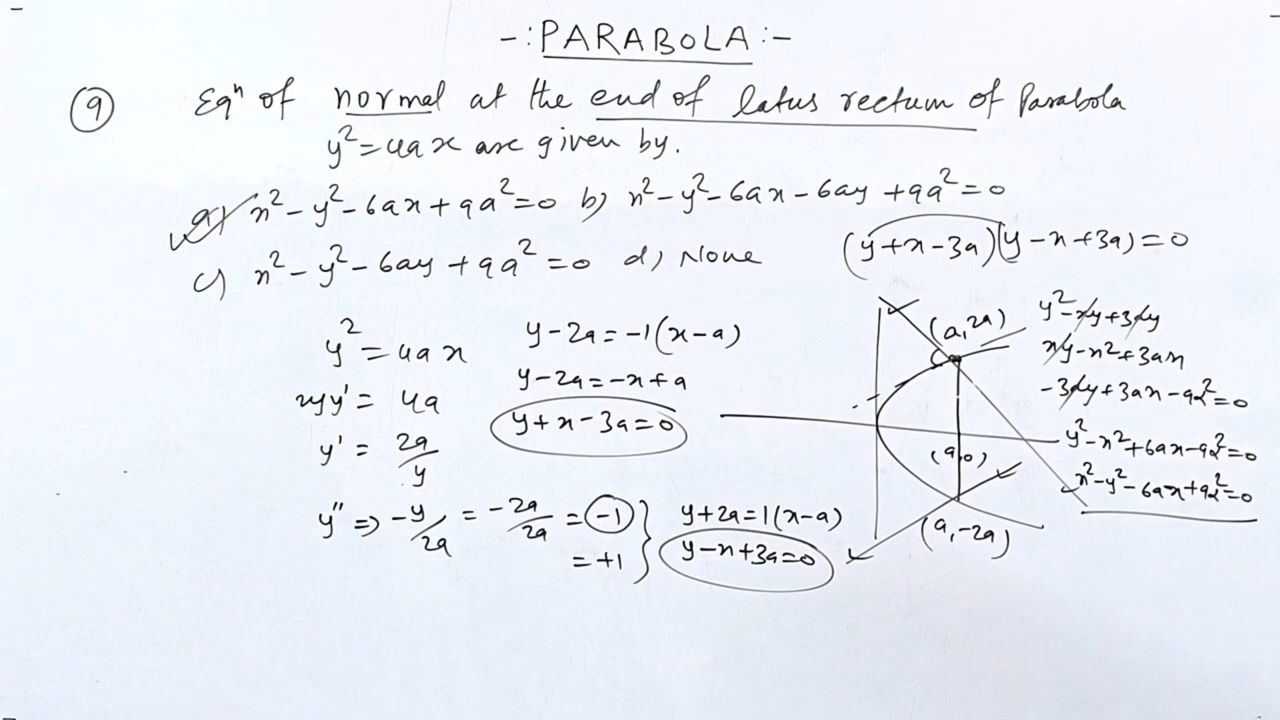 -: PARABOLA :-
(9) Eqⁿ of normal at the end of latus rectum of Parabola
y² = 4ax are given by.
a) x² - y² - 6ax + 9a² = 0 b) x² - y² - 6ax - 6ay + 9a² = 0
c) x² - y² - 6ay + 9a² = 0 d) None
(y + x - 3a)(y - x + 3a) = 0
y² = 4ax
2yy' = 4a
y' = 2a/y
y'' => -y/2a = -2a/2a = -1
= +1
y - 2a = -1(x - a)
y - 2a = -x + a
y + x - 3a = 0
y + 2a = 1(x - a)
y - x + 3a = 0
(a, 2a)
(a,0)
(a, -2a)
y² - xy + 3ay
xy - x² + 3ax
-3ay + 3ax - 9a² = 0
y² - x² + 6ax - 9a² = 0
x² - y² - 6ax + 9a² = 0